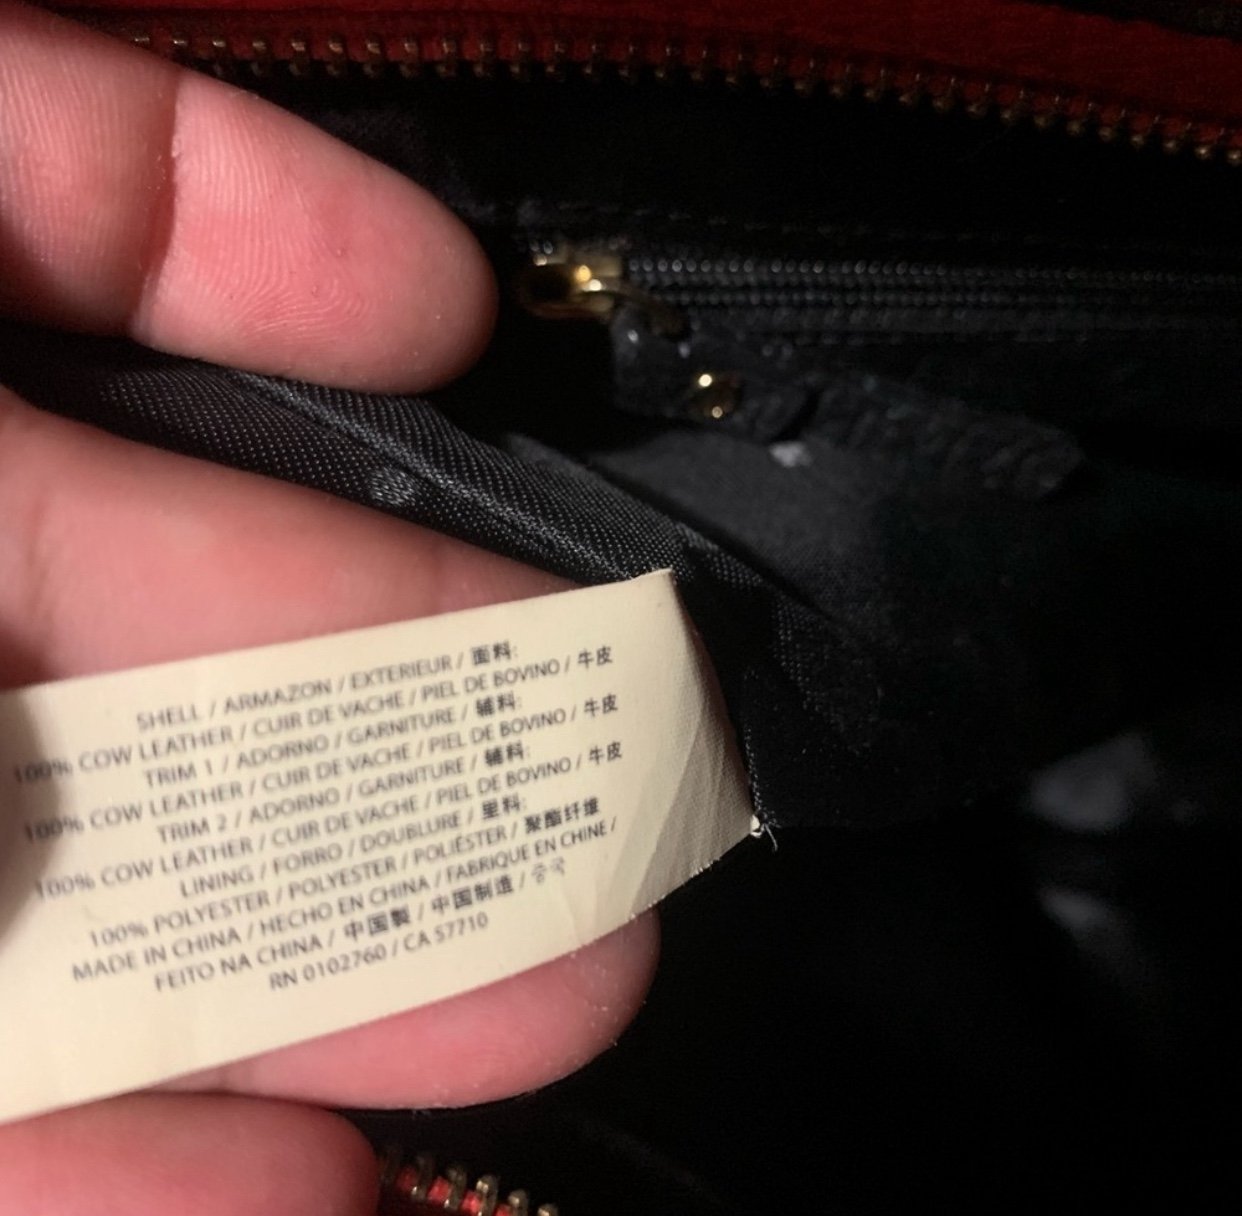 SHELL / ARMAZON / EXTERIEUR / 面料:
100% COW LEATHER / CUIR DE VACHE / PIEL DE BOVINO / 牛皮
TRIM 1 / ADORNO / GARNITURE / 辅料:
100% COW LEATHER / CUIR DE VACHE / PIEL DE BOVINO / 牛皮
TRIM 2 / ADORNO / GARNITURE / 辅料:
100% COW LEATHER / CUIR DE VACHE / PIEL DE BOVINO / 牛皮
LINING / FORRO / DOUBLURE / 里料:
100% POLYESTER / POLYESTER / POLIÉSTER / 聚酯纤维
MADE IN CHINA / HECHO EN CHINA / FABRIQUE EN CHINE /
FEITO NA CHINA / 中国製 / 中国制造 / 중국
RN 0102760 / CA 57710